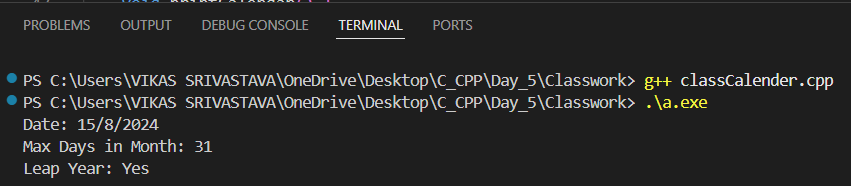 PROBLEMS OUTPUT DEBUG CONSOLE TERMINAL PORTS
PS C:\Users\VIKAS SRIVASTAVA\OneDrive\Desktop\C_CPP\Day_5\Classwork> g++ classCalender.cpp
PS C:\Users\VIKAS SRIVASTAVA\OneDrive\Desktop\C_CPP\Day_5\Classwork> .\a.exe
Date: 15/8/2024
Max Days in Month: 31
Leap Year: Yes